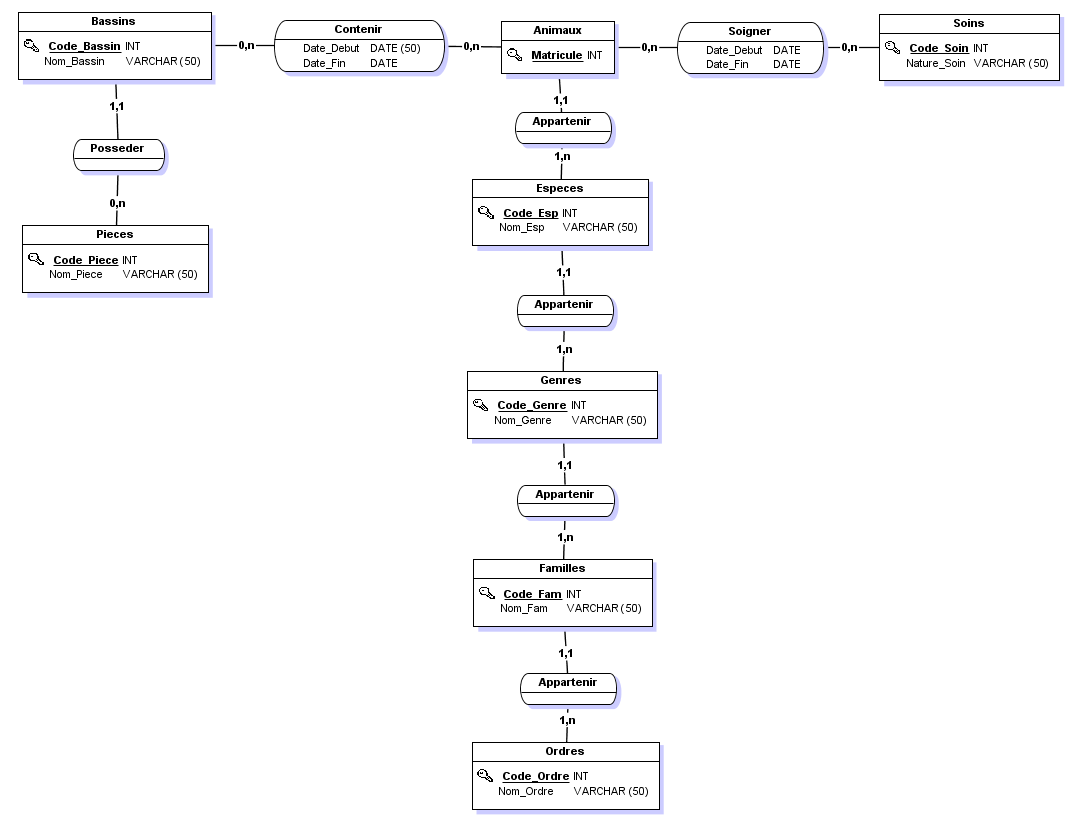 Bassins
Code_Bassin INT
Nom_Bassin VARCHAR (50)
0,n
Contenir
Date_Debut DATE (50)
Date_Fin DATE
0,n
Animaux
Matricule INT
0,n
Soigner
Date_Debut DATE
Date_Fin DATE
0,n
Soins
Code_Soin INT
Nature_Soin VARCHAR (50)
1,1
Posseder
0,n
Pieces
Code_Piece INT
Nom_Piece VARCHAR (50)
1,1
Appartenir
1,n
Especes
Code_Esp INT
Nom_Esp VARCHAR (50)
1,1
Appartenir
1,n
Genres
Code_Genre INT
Nom_Genre VARCHAR (50)
1,1
Appartenir
1,n
Familles
Code_Fam INT
Nom_Fam VARCHAR (50)
1,1
Appartenir
1,n
Ordres
Code_Ordre INT
Nom_Ordre VARCHAR (50)